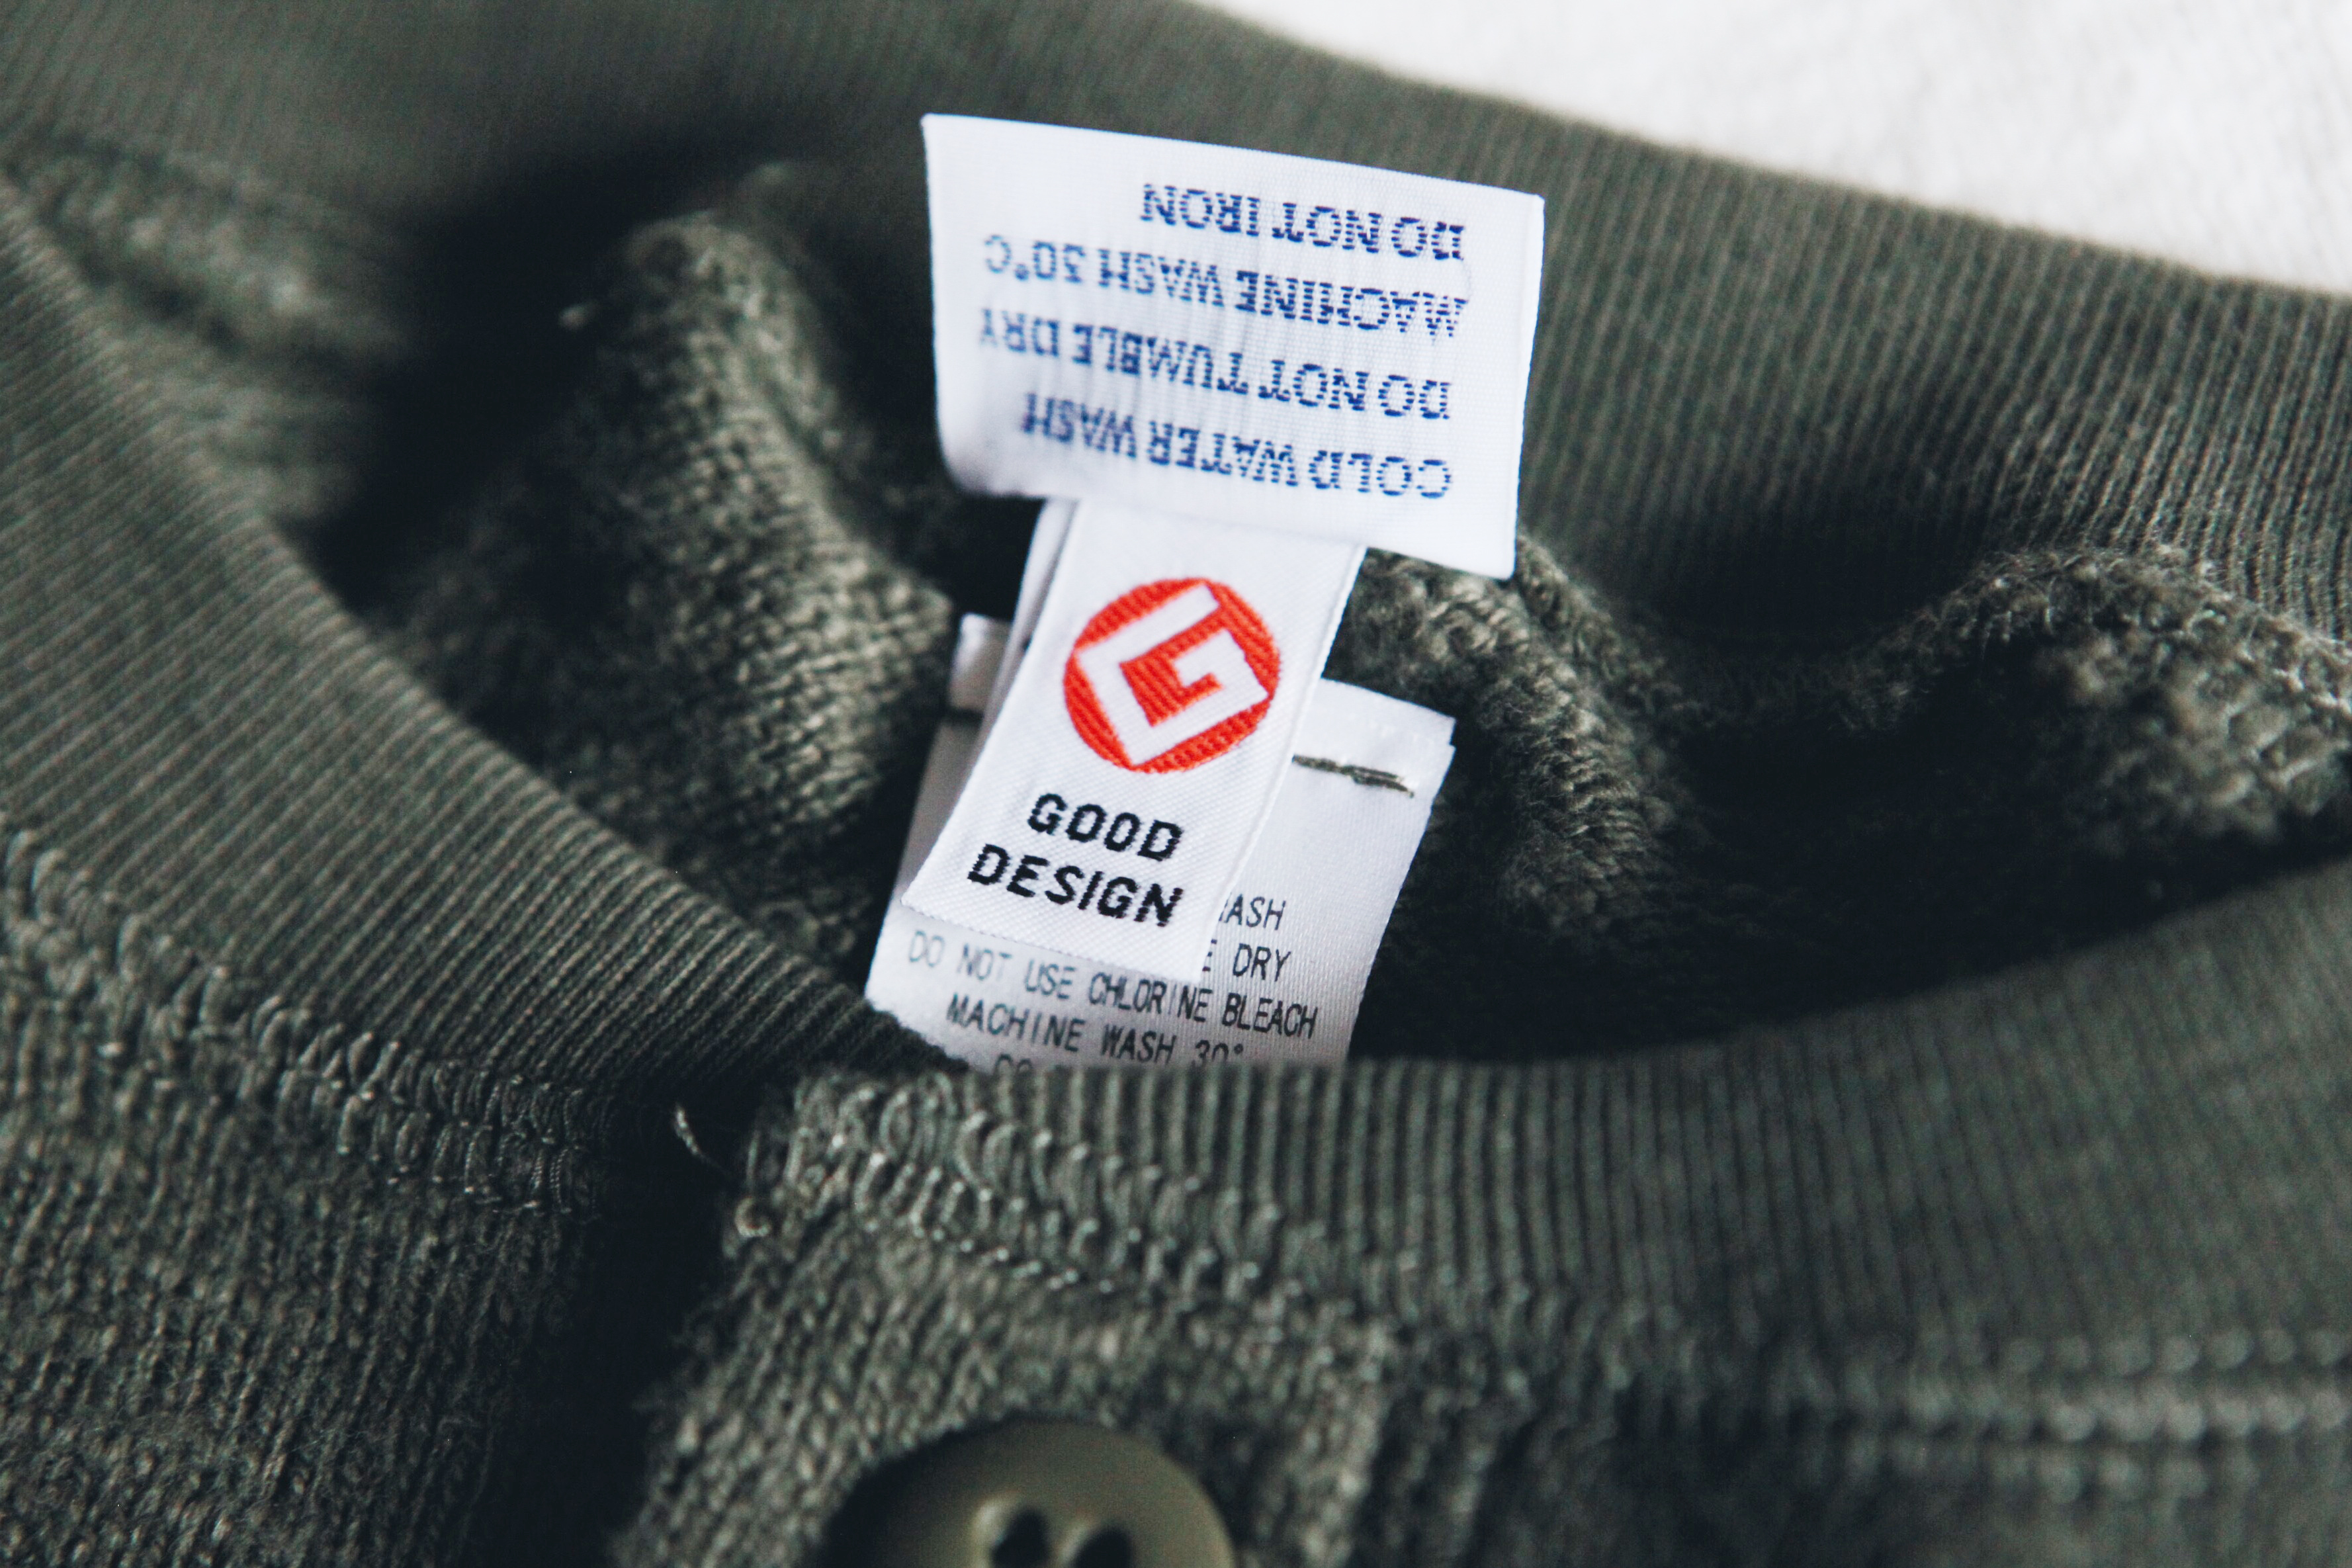 COLD WATER WASH
DO NOT TUMBLE DRY
MACHINE WASH 30°C
DO NOT IRON
G
GOOD
DESIGN
DRY
DO NOT USE CHLORINE BLEACH
MACHINE WASH 30°